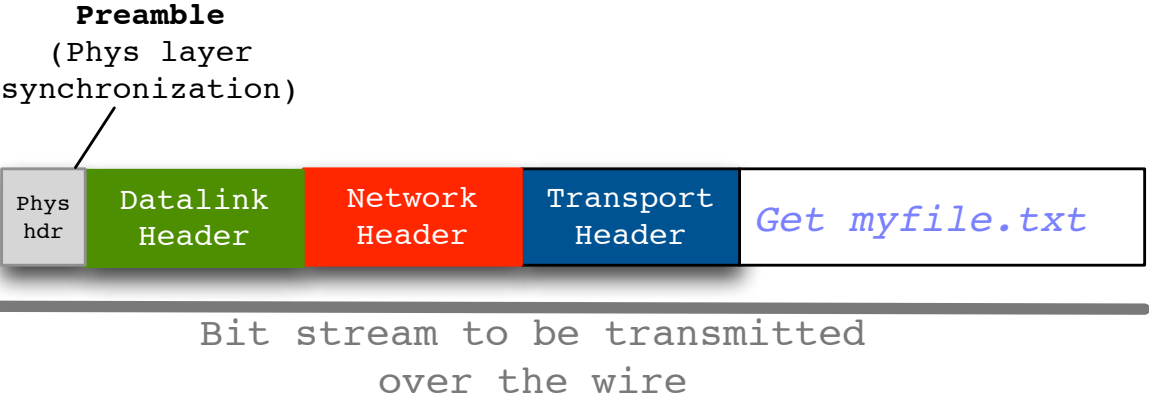 Preamble
(Phys layer
synchronization)
Phys
hdr
Datalink
Header
Network
Header
Transport
Header
Get myfile.txt
Bit stream to be transmitted
over the wire